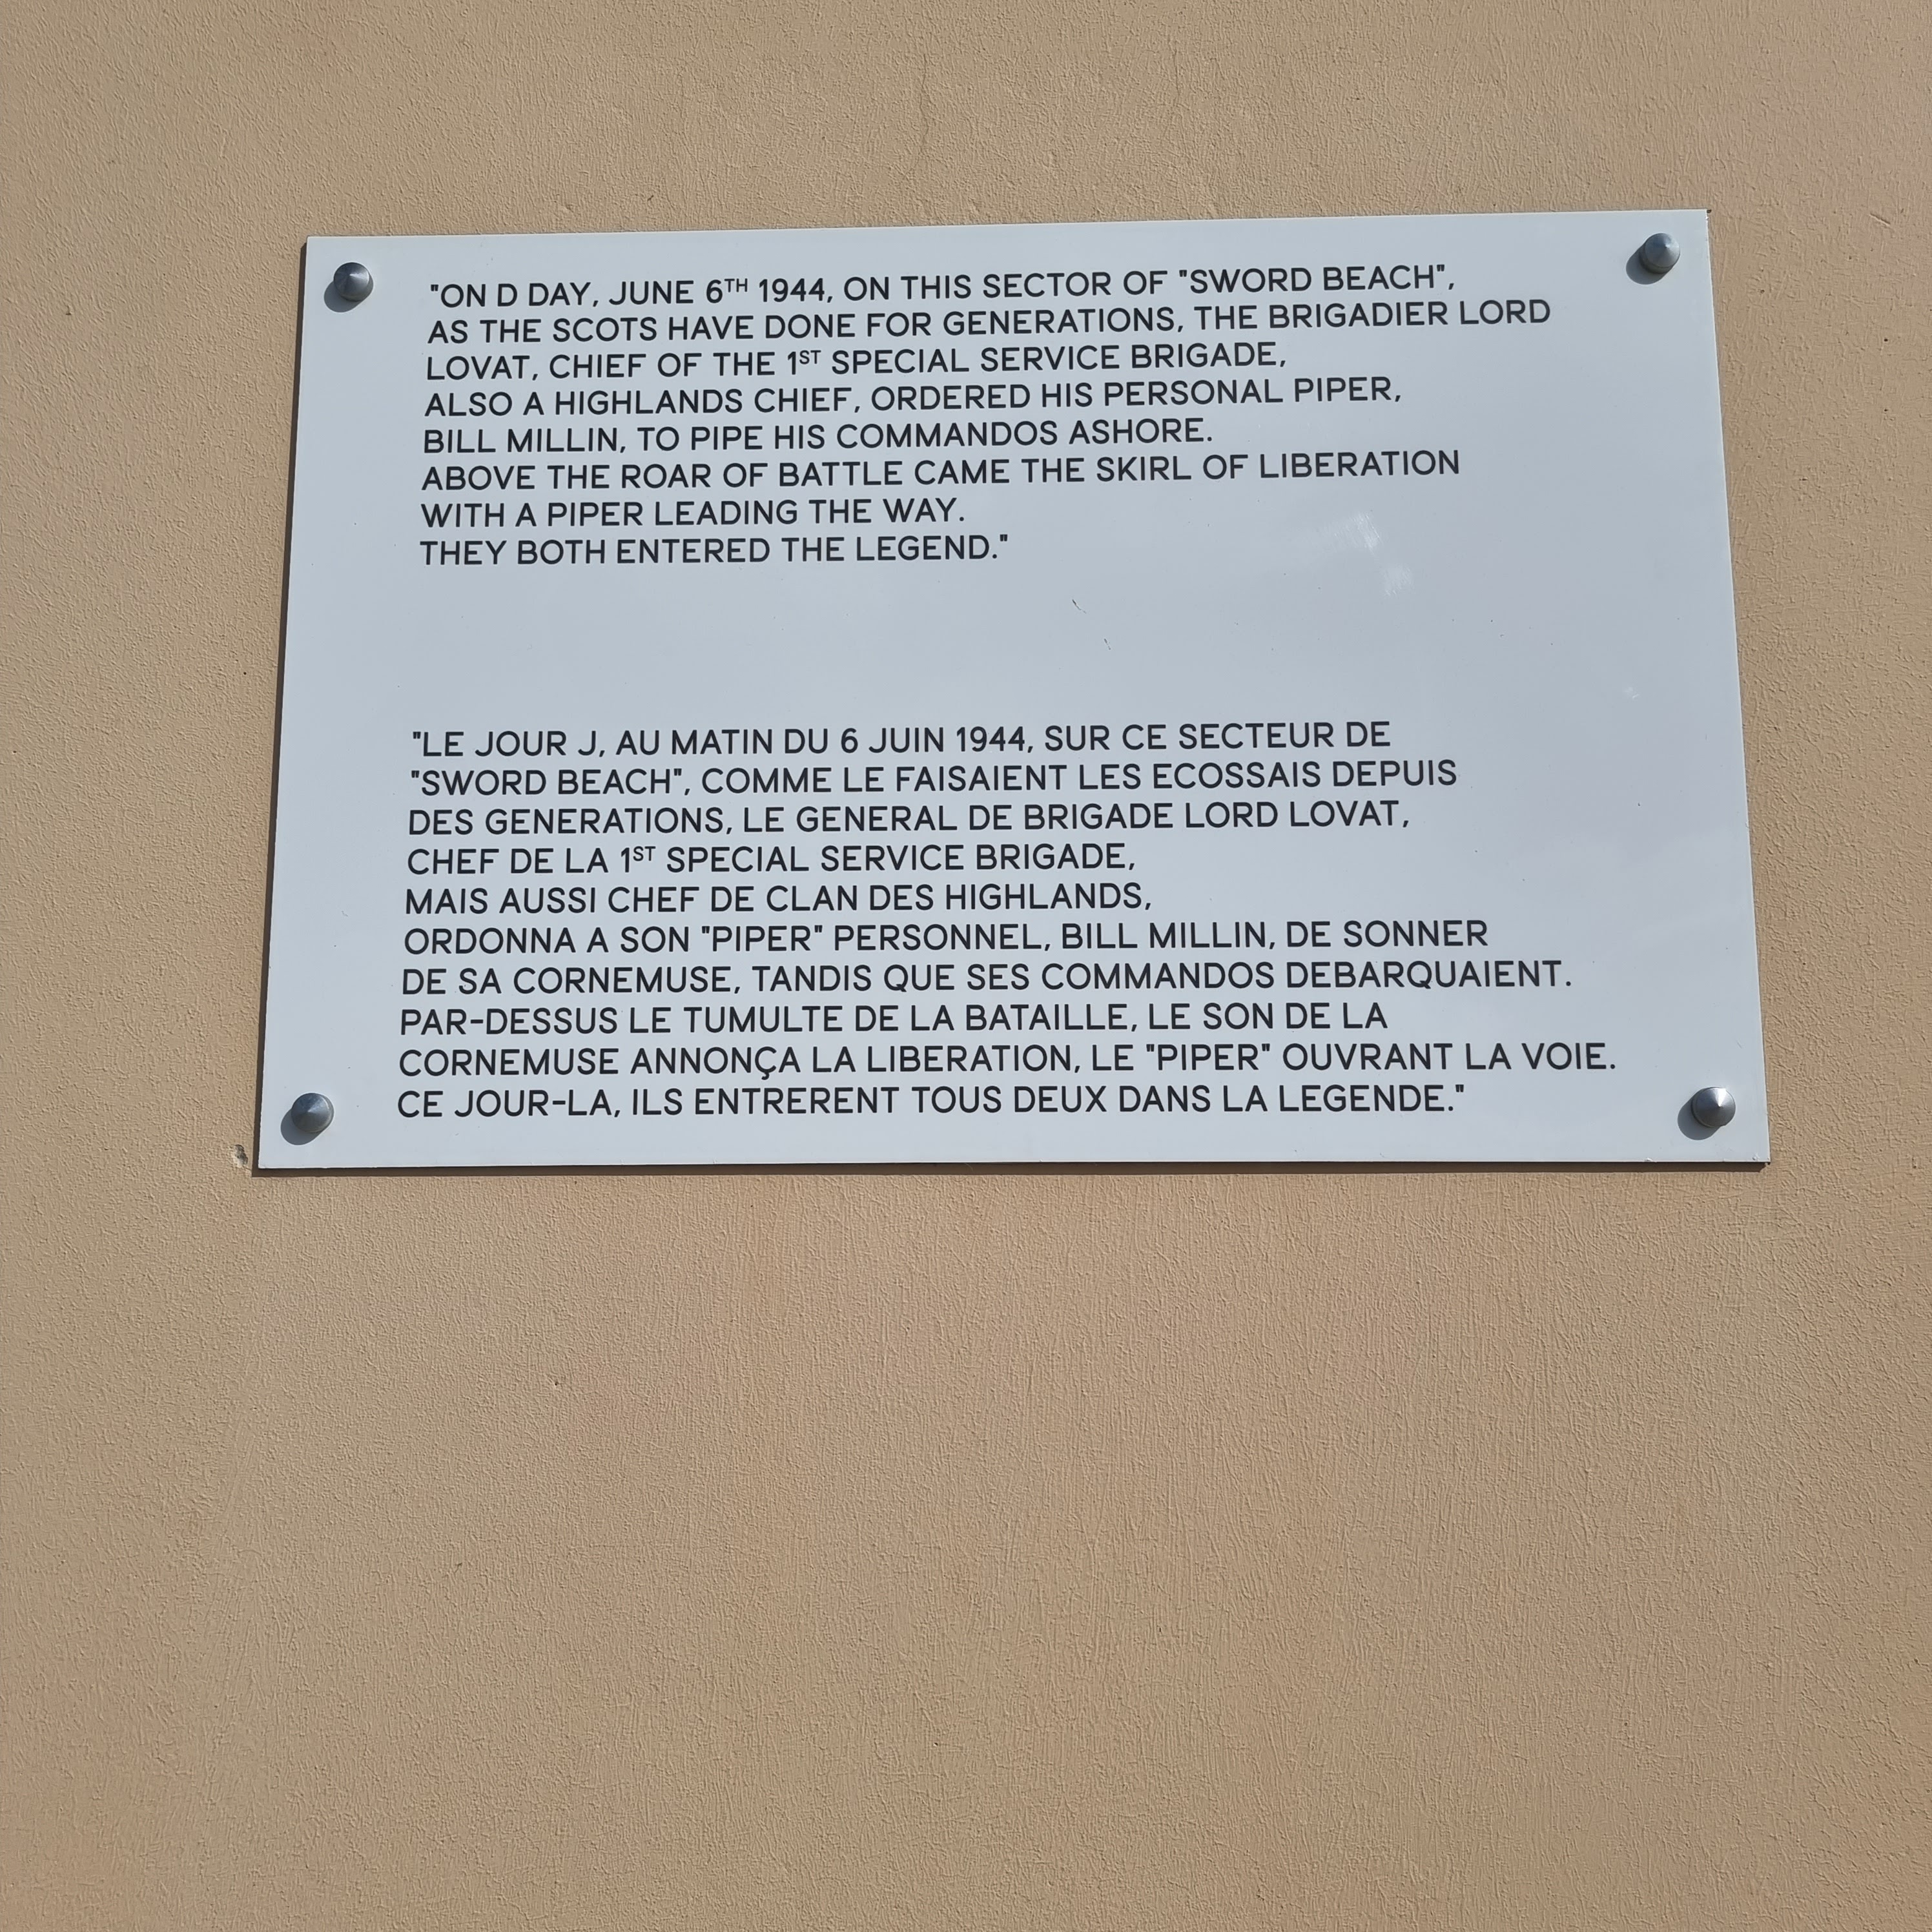 "ON D DAY, JUNE 6TH 1944, ON THIS SECTOR OF "SWORD BEACH",
AS THE SCOTS HAVE DONE FOR GENERATIONS, THE BRIGADIER LORD
LOVAT, CHIEF OF THE 1ST SPECIAL SERVICE BRIGADE,
ALSO A HIGHLANDS CHIEF, ORDERED HIS PERSONAL PIPER,
BILL MILLIN, TO PIPE HIS COMMANDOS ASHORE.
ABOVE THE ROAR OF BATTLE CAME THE SKIRL OF LIBERATION
WITH A PIPER LEADING THE WAY.
THEY BOTH ENTERED THE LEGEND."
"LE JOUR J, AU MATIN DU 6 JUIN 1944, SUR CE SECTEUR DE
"SWORD BEACH", COMME LE FAISAIENT LES ECOSSAIS DEPUIS
DES GENERATIONS, LE GENERAL DE BRIGADE LORD LOVAT,
CHEF DE LA 1ST SPECIAL SERVICE BRIGADE,
MAIS AUSSI CHEF DE CLAN DES HIGHLANDS,
ORDONNA A SON "PIPER" PERSONNEL, BILL MILLIN, DE SONNER
DE SA CORNEMUSE, TANDIS QUE SES COMMANDOS DEBARQUAIENT.
PAR-DESSUS LE TUMULTE DE LA BATAILLE, LE SON DE LA
CORNEMUSE ANNONÇA LA LIBERATION, LE "PIPER" OUVRANT LA VOIE.
CE JOUR-LA, ILS ENTRERENT TOUS DEUX DANS LA LEGENDE."